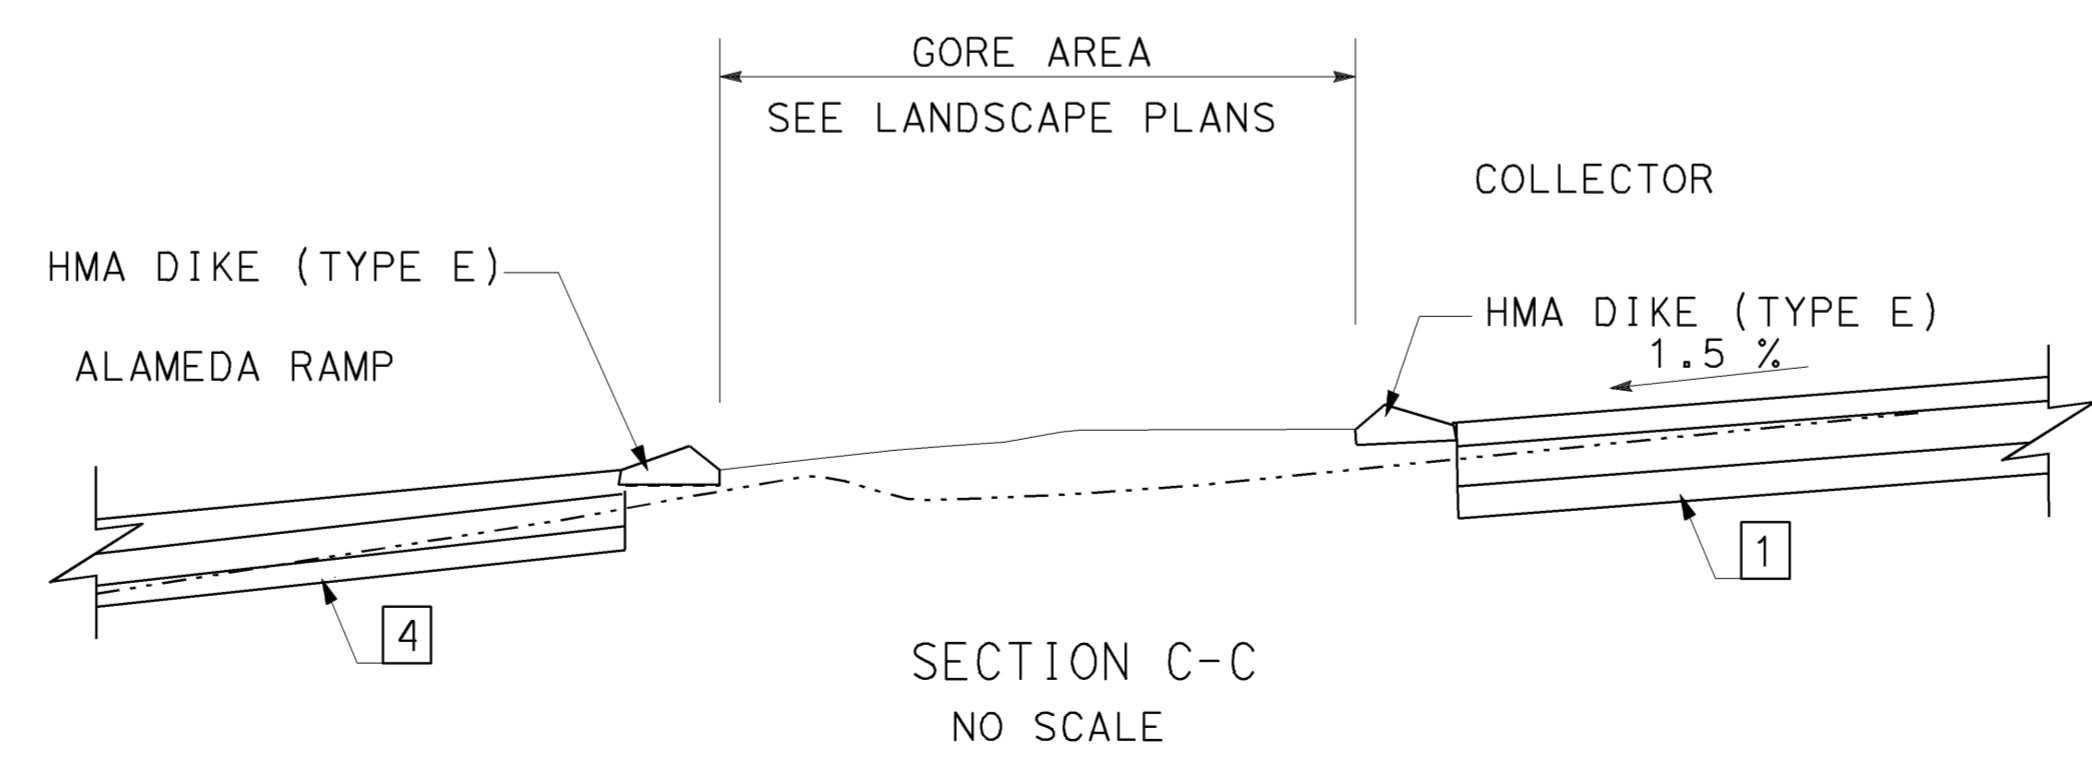 GORE AREA
SEE LANDSCAPE PLANS
COLLECTOR
HMA DIKE (TYPE E)
HMA DIKE (TYPE E)
1.5 %
ALAMEDA RAMP
1
4
SECTION C-C
NO SCALE